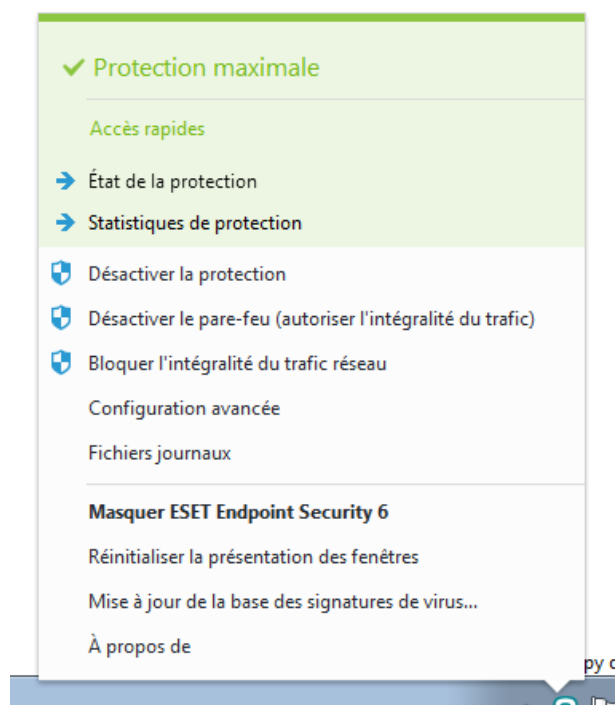 Protection maximale
Accès rapides
État de la protection
Statistiques de protection
Désactiver la protection
Désactiver le pare-feu (autoriser l'intégralité du trafic)
Bloquer l'intégralité du trafic réseau
Configuration avancée
Fichiers journaux
Masquer ESET Endpoint Security 6
Réinitialiser la présentation des fenêtres
Mise à jour de la base des signatures de virus...
À propos de